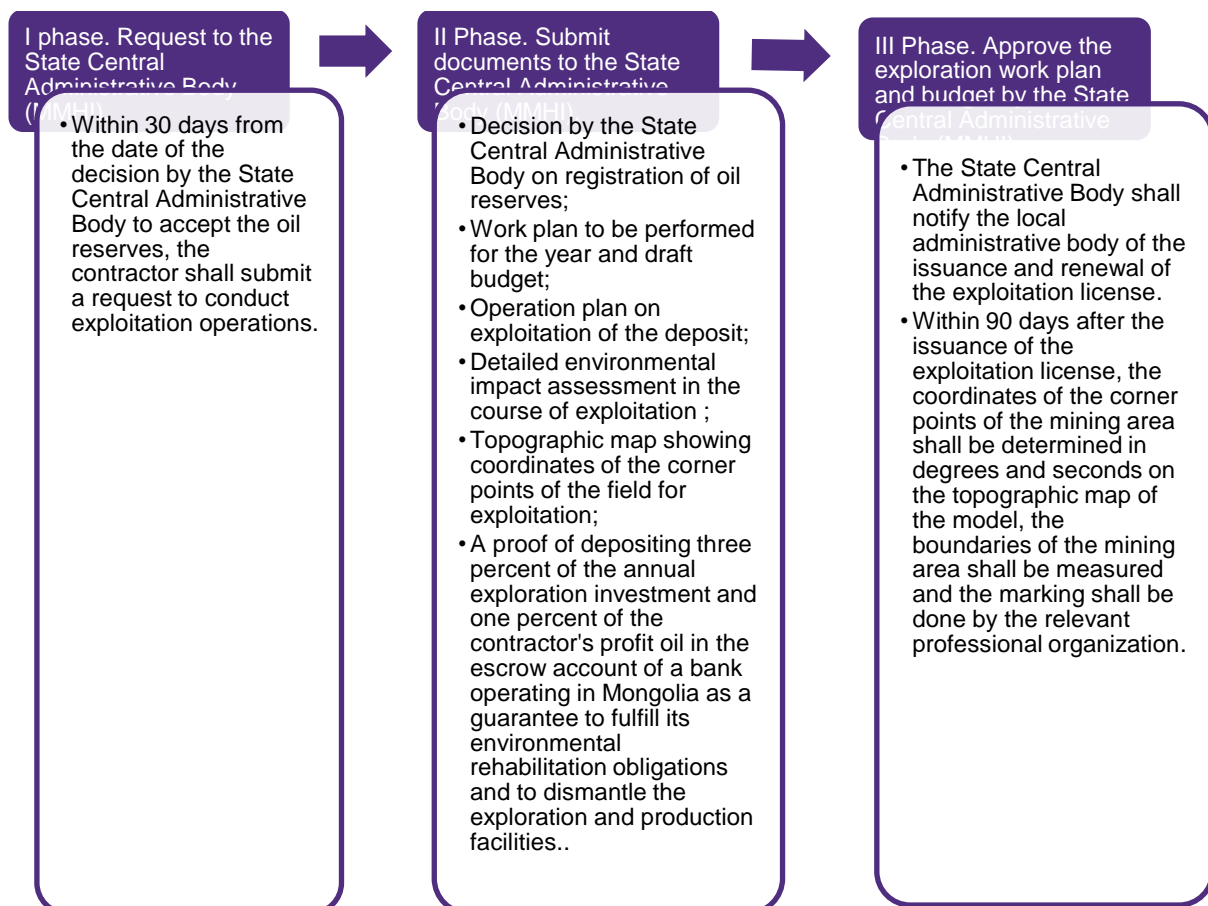 I phase. Request to the
State Central
Administrative Body
(MMHI)
• Within 30 days from
the date of the
decision by the State
Central Administrative
Body to accept the oil
reserves, the
contractor shall submit
a request to conduct
exploitation operations.
II Phase. Submit
documents to the State
Central Administrative
Body (MMHI)
• Decision by the State
Central Administrative
Body on registration of oil
reserves;
• Work plan to be performed
for the year and draft
budget;
• Operation plan on
exploitation of the deposit;
• Detailed environmental
impact assessment in the
course of exploitation ;
• Topographic map showing
coordinates of the corner
points of the field for
exploitation;
• A proof of depositing three
percent of the annual
exploration investment and
one percent of the
contractor's profit oil in the
escrow account of a bank
operating in Mongolia as a
guarantee to fulfill its
environmental
rehabilitation obligations
and to dismantle the
exploration and production
facilities..
III Phase. Approve the
exploration work plan
and budget by the State
Central Administrative
Body (MMHI)
• The State Central
Administrative Body shall
notify the local
administrative body of the
issuance and renewal of
the exploitation license.
• Within 90 days after the
issuance of the
exploitation license, the
coordinates of the corner
points of the mining area
shall be determined in
degrees and seconds on
the topographic map of
the model, the
boundaries of the mining
area shall be measured
and the marking shall be
done by the relevant
professional organization.